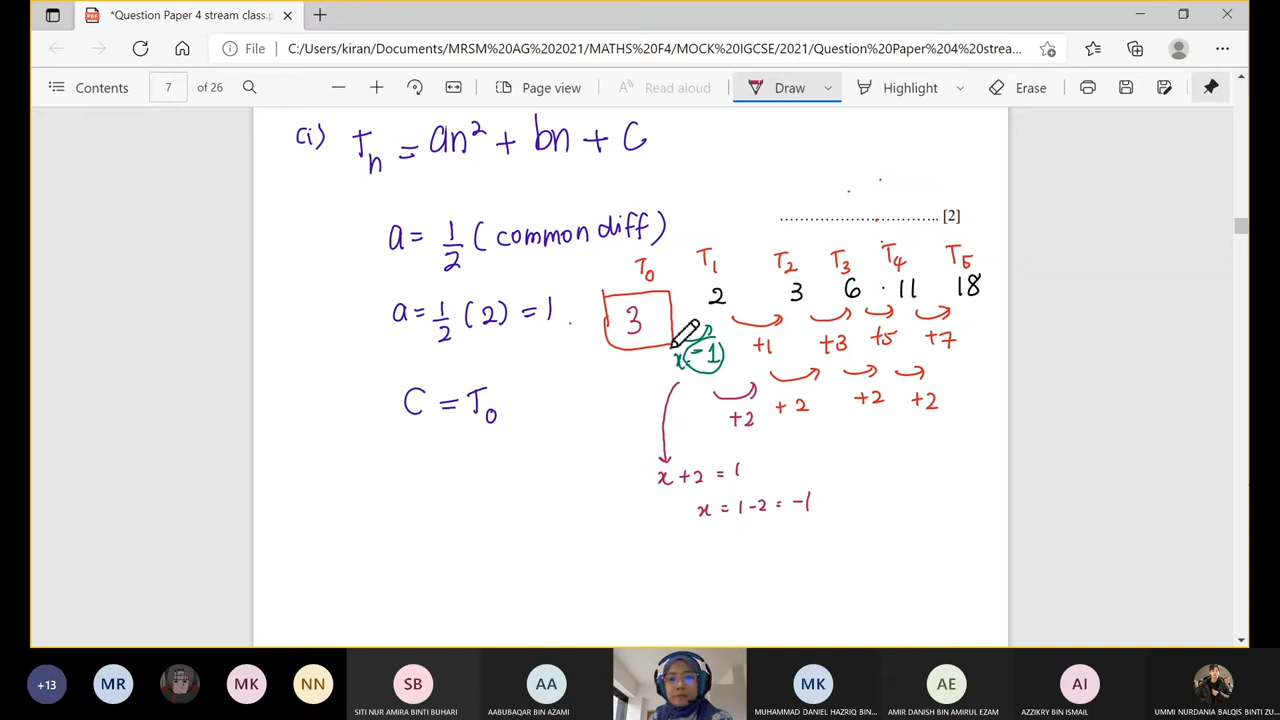 *Question Paper 4 stream class.p
File
C:/Users/kiran/Documents/MRSM%20AG%202021/MATHS%20F4/MOCK%20IGCSE/2021/Question%20Paper%204%20strea...
Contents
7
of 26
Page view
Read aloud
Draw
Highlight
Erase
(i) Tn = an² + bn + C
.................................... [2]
a = 1/2 (common diff)
T0 T1 T2 T3 T4 T5
3 2 3 6 11 18
a = 1/2 (2) = 1.
x = -1
+1 +3 +5 +7
C = T0
+2 +2 +2 +2
x + 2 = 1
x = 1 - 2 = -1
+13
MR
MK
NN
SB
AA
MK
AE
AI
SITI NUR AMIRA BINTI BUHARI
AABUBAQAR BIN AZAMI
MUHAMMAD DANIEL HAZRIQ BIN...
AMIR DANISH BIN AMIRUL EZAM
AZZIKRY BIN ISMAIL
UMMI NURDANIA BALQIS BINTI ZU...